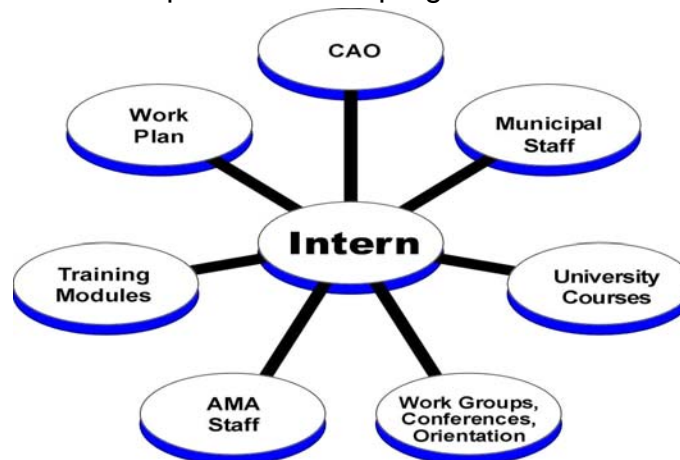 CAO
Work
Plan
Municipal
Staff
Intern
Training
Modules
University
Courses
AMA
Staff
Work Groups,
Conferences,
Orientation